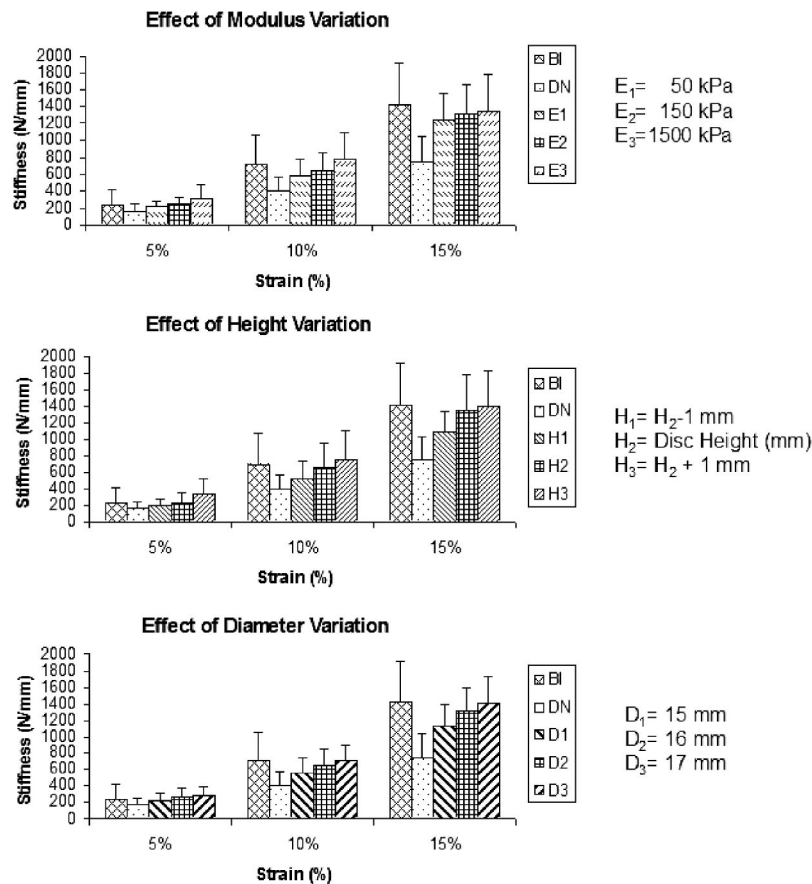 Effect of Modulus Variation
Stiffness (N/mm)
2000
1800
1600
1400
1200
1000
800
600
400
200
0
5% 10% 15%
Strain (%)
BI
DN
E1
E2
E3
E1= 50 kPa
E2= 150 kPa
E3=1500 kPa
Effect of Height Variation
Stiffness (N/mm)
2000
1800
1600
1400
1200
1000
800
600
400
200
0
5% 10% 15%
Strain (%)
BI
DN
H1
H2
H3
H1= H2-1 mm
H2= Disc Height (mm)
H3= H2 + 1 mm
Effect of Diameter Variation
Stiffness (N/mm)
2000
1800
1600
1400
1200
1000
800
600
400
200
0
5% 10% 15%
Strain (%)
BI
DN
D1
D2
D3
D1= 15 mm
D2= 16 mm
D3= 17 mm